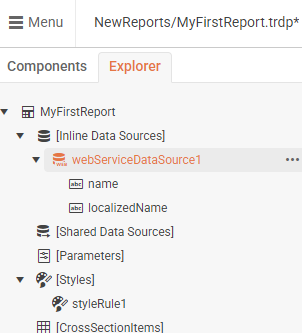 Menu
NewReports/MyFirstReport.trdp*
Components
Explorer
MyFirstReport
[Inline Data Sources]
webServiceDataSource1
abc name
abc localizedName
[Shared Data Sources]
[Parameters]
[Styles]
styleRule1
[CrossSectionItems]